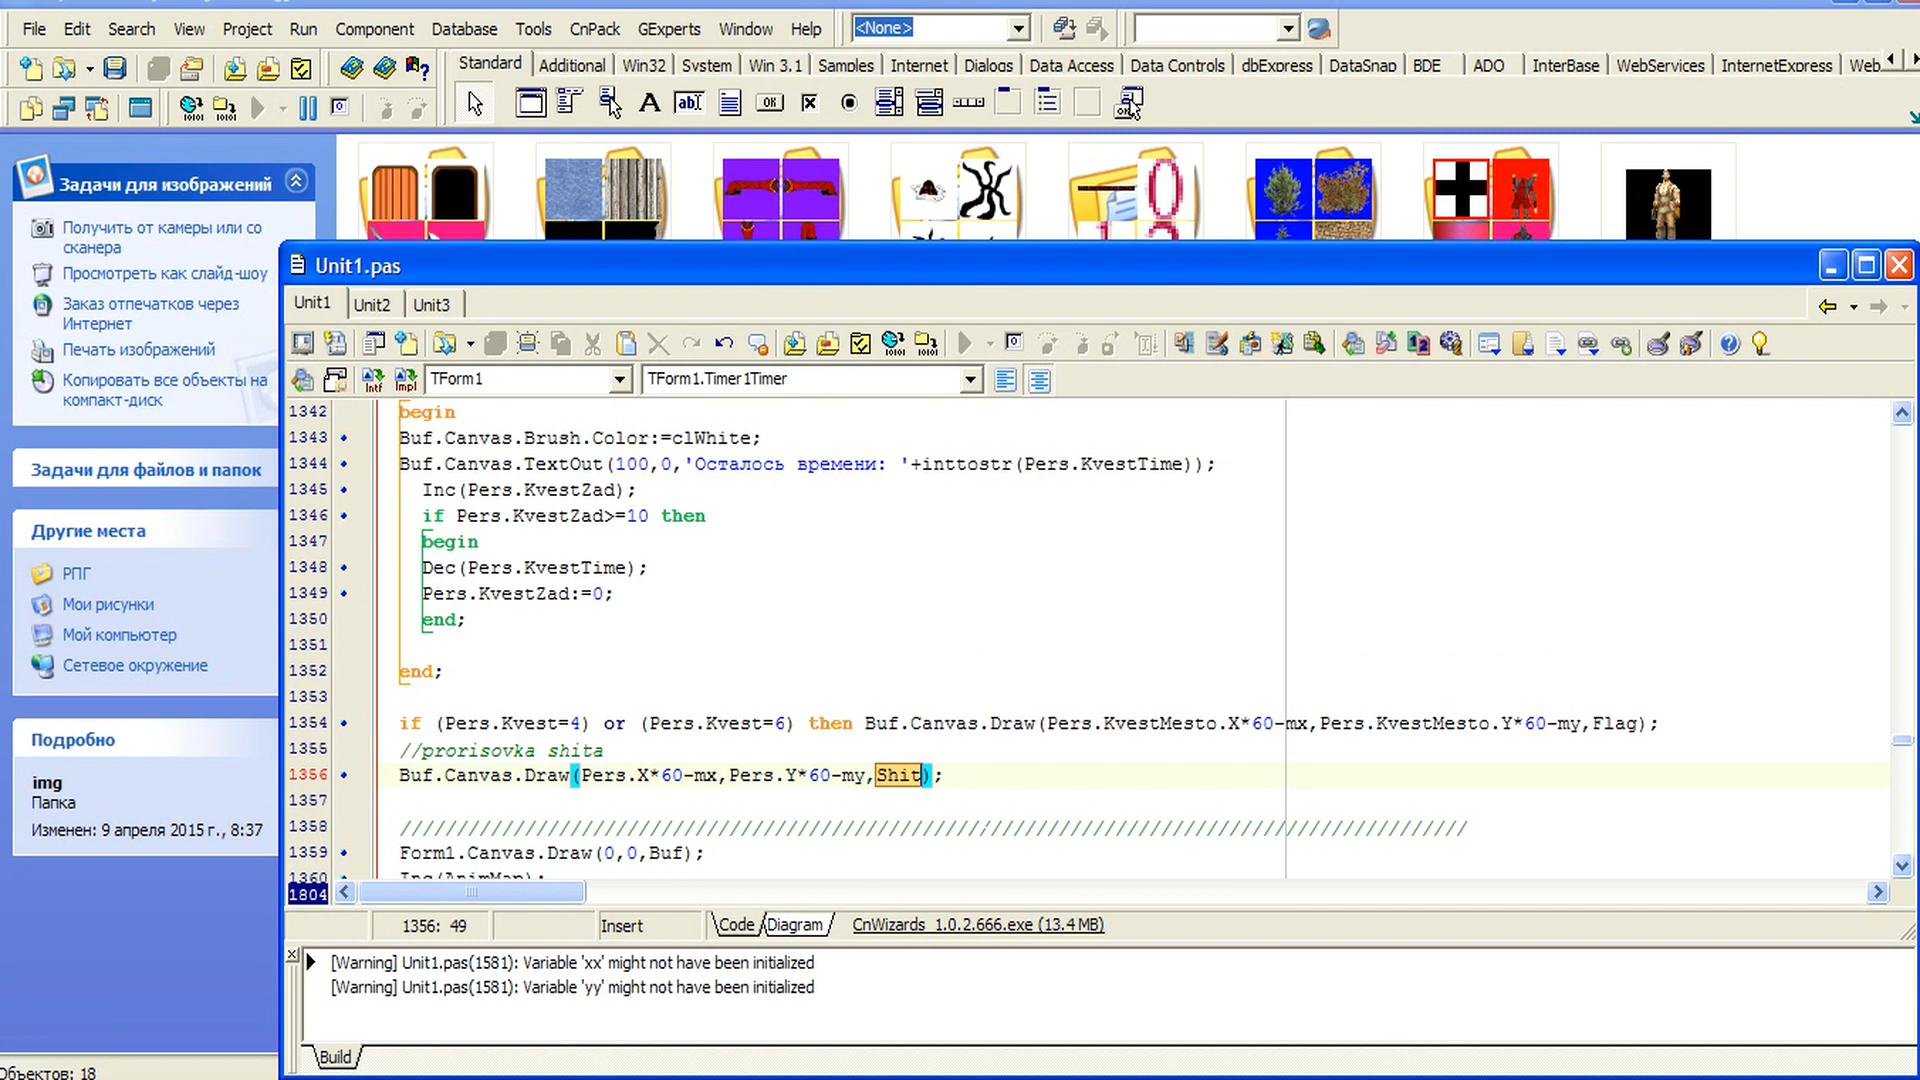 File Edit Search View Project Run Component Database Tools CnPack GExperts Window Help <None>
Standard Additional Win32 System Win 3.1 Samples Internet Dialogs Data Access Data Controls dbExpress DataSnap BDE ADO InterBase WebServices InternetExpress Web
Задачи для изображений
Получить от камеры или со
сканера
Просмотреть как слайд-шоу
Заказ отпечатков через
Интернет
Печать изображений
Копировать все объекты на
компакт-диск
Задачи для файлов и папок
Другие места
РПГ
Мои рисунки
Мой компьютер
Сетевое окружение
Подробно
img
Папка
Изменен: 9 апреля 2015 г., 8:37
Объектов: 18
Unit1.pas
Unit1 Unit2 Unit3
Intf Impl TForm1 TForm1.Timer1Timer
1342 begin
1343 Buf.Canvas.Brush.Color:=clWhite;
1344 Buf.Canvas.TextOut(100,0,'Осталось времени: '+inttostr(Pers.KvestTime));
1345 Inc(Pers.KvestZad);
1346 if Pers.KvestZad>=10 then
1347 begin
1348 Dec(Pers.KvestTime);
1349 Pers.KvestZad:=0;
1350 end;
1351
1352 end;
1353
1354 if (Pers.Kvest=4) or (Pers.Kvest=6) then Buf.Canvas.Draw(Pers.KvestMesto.X*60-mx,Pers.KvestMesto.Y*60-my,Flag);
1355 //prorisovka shita
1356 Buf.Canvas.Draw(Pers.X*60-mx,Pers.Y*60-my,Shit);
1357
1358 //////////////////////////////////////////////////////////////////////////////////////////////
1359 Form1.Canvas.Draw(0,0,Buf);
1360 Inc(AnimMap);
1804
1356: 49 Insert Code Diagram CnWizards_1.0.2.666.exe (13.4 MB)
[Warning] Unit1.pas(1581): Variable 'xx' might not have been initialized
[Warning] Unit1.pas(1581): Variable 'yy' might not have been initialized
Build